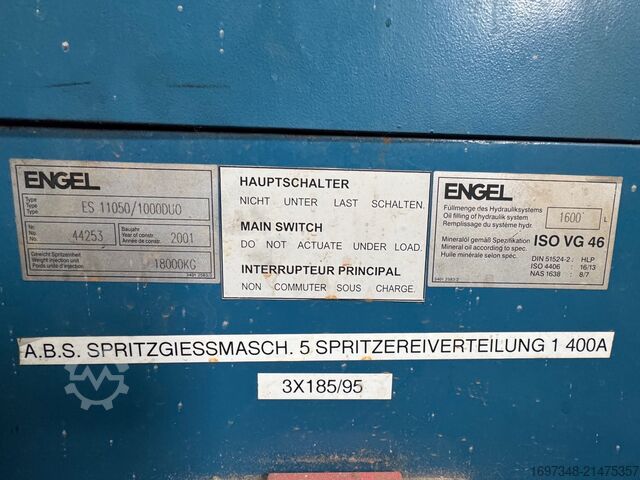 ENGEL
Type
Type
Type
ES 11050/1000DUO
Nr.
No.
No.
44253
Baujahr
Year of constr.
Année de constr.
2001
Gewicht Spritzeinheit
Weight injection unit
Poids unité d'injection
18000KG
HAUPTSCHALTER
NICHT UNTER LAST SCHALTEN.
MAIN SWITCH
DO NOT ACTUATE UNDER LOAD.
INTERRUPTEUR PRINCIPAL
NON COMMUTER SOUS CHARGE.
ENGEL
Füllmenge des Hydrauliksystems
Oil filling of hydraulik system
Remplissage du système hydr.
1600 L
Mineralöl gemäß Spezifikation
Mineral oil according to spec.
Huile minérale selon spéc.
ISO VG 46
DIN 51524-2 : HLP
ISO 4406 : 16/13
NAS 1638 : 8/7
A.B.S. SPRITZGIESSMASCH. 5 SPRITZEREIVERTEILUNG 1 400A
3X185/95
1697348-21475357